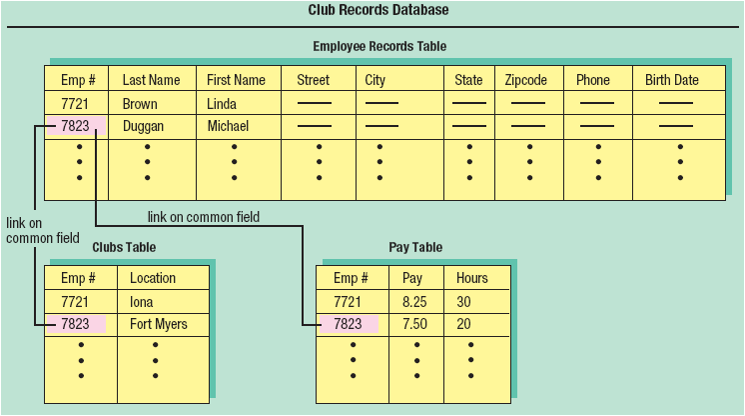 Club Records Database
Employee Records Table
Emp # Last Name First Name Street City State Zipcode Phone Birth Date
7721 Brown Linda
7823 Duggan Michael
link on
common field
link on common field
Clubs Table
Emp # Location
7721 Iona
7823 Fort Myers
Pay Table
Emp # Pay Hours
7721 8.25 30
7823 7.50 20